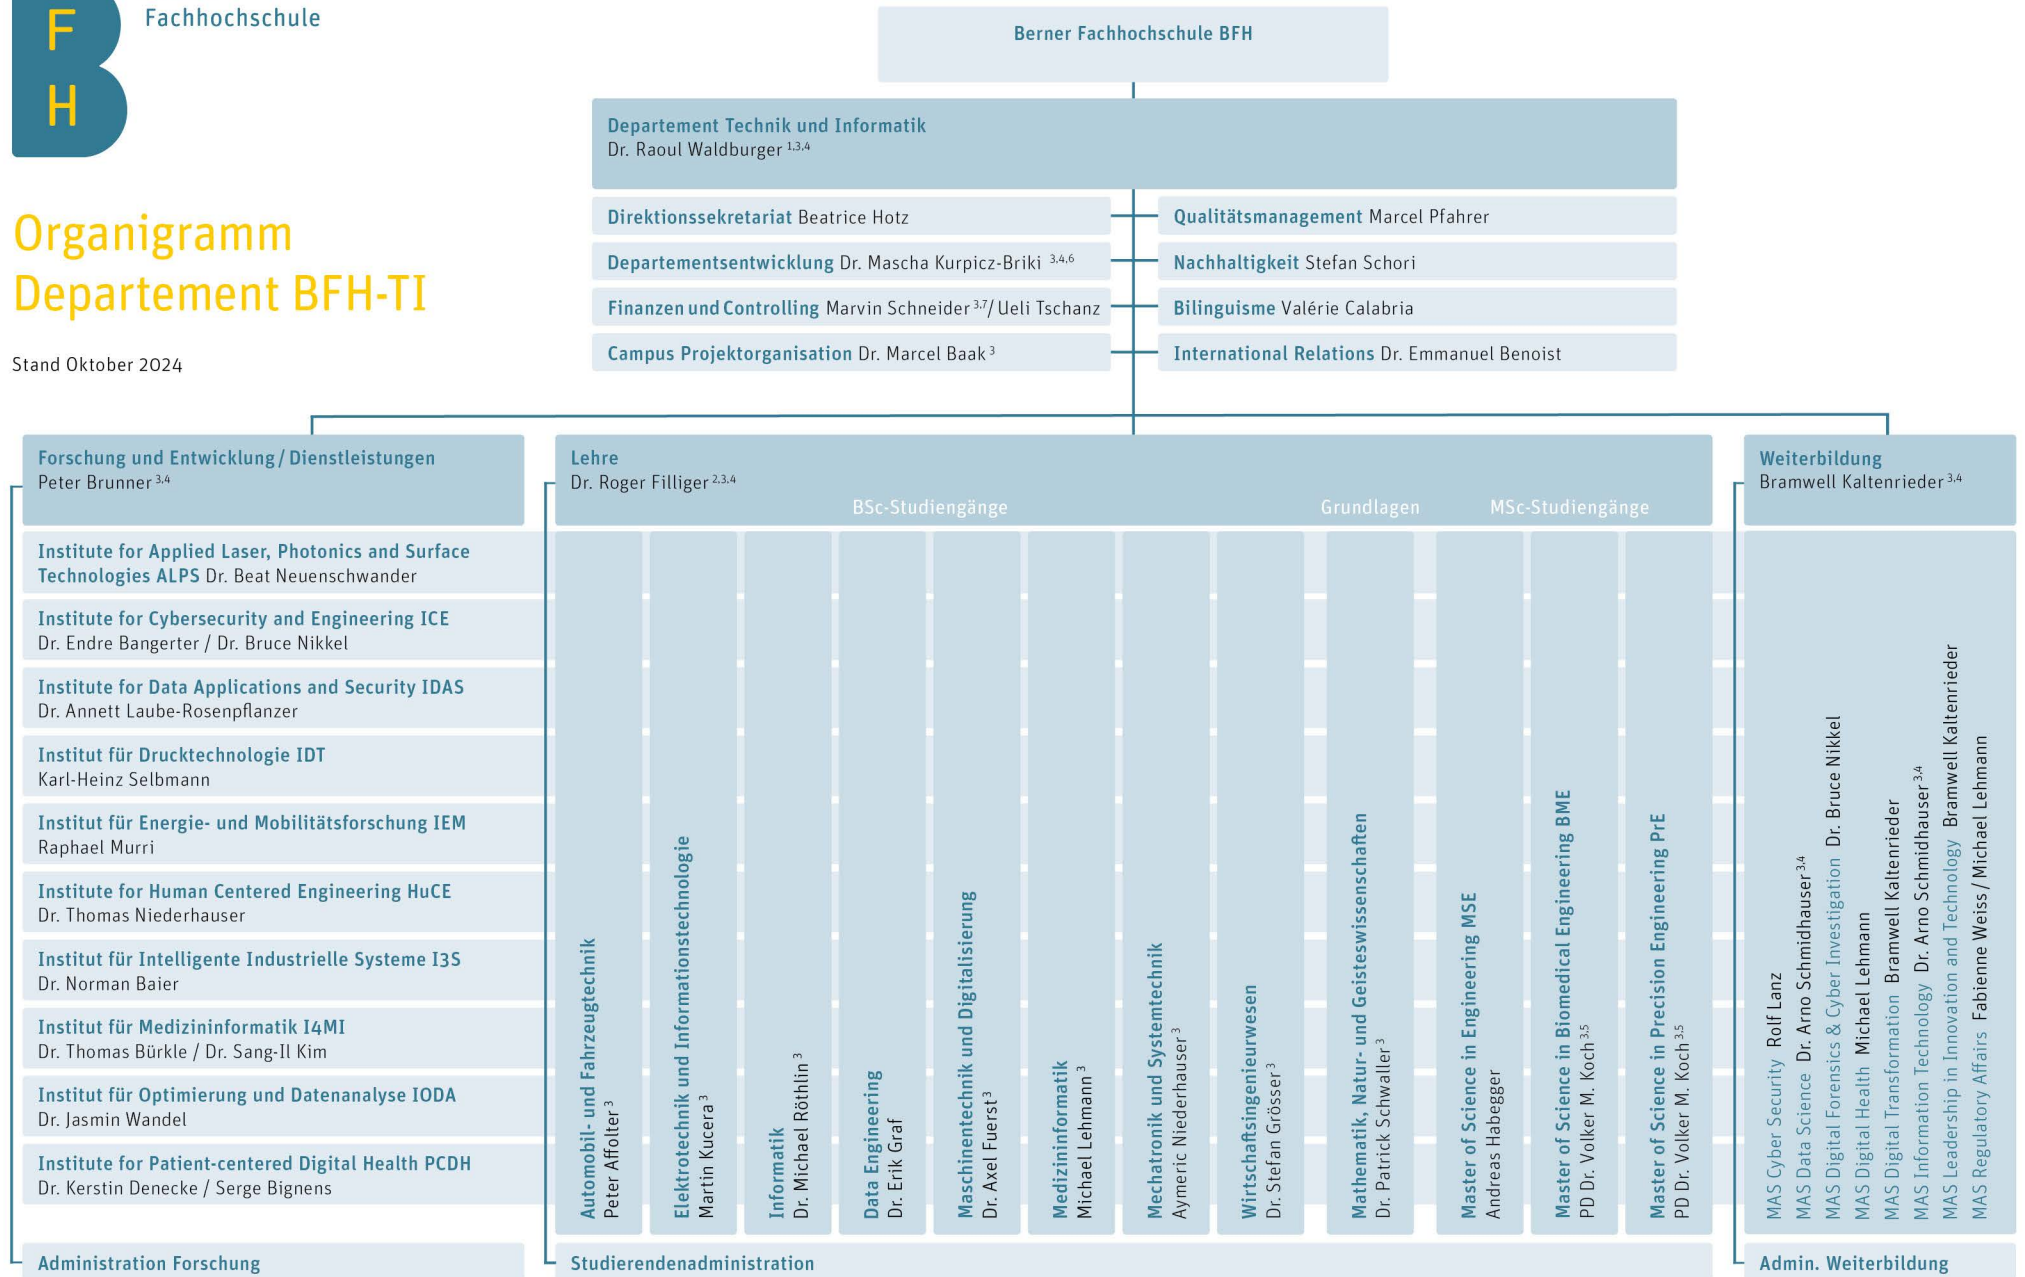 F
H
Fachhochschule
Organigramm
Departement BFH-TI
Stand Oktober 2024
Berner Fachhochschule BFH
Departement Technik und Informatik
Dr. Raoul Waldburger 1,3,4
Direktionssekretariat Beatrice Hotz
Qualitätsmanagement Marcel Pfahrer
Departementsentwicklung Dr. Mascha Kurpicz-Briki 3,4,6
Nachhaltigkeit Stefan Schori
Finanzen und Controlling Marvin Schneider 3,7/ Ueli Tschanz
Bilinguisme Valérie Calabria
Campus Projektorganisation Dr. Marcel Baak 3
International Relations Dr. Emmanuel Benoist
Forschung und Entwicklung / Dienstleistungen
Peter Brunner 3,4
Institute for Applied Laser, Photonics and Surface
Technologies ALPS Dr. Beat Neuenschwander
Institute for Cybersecurity and Engineering ICE
Dr. Endre Bangerter / Dr. Bruce Nikkel
Institute for Data Applications and Security IDAS
Dr. Annett Laube-Rosenpflanzer
Institut für Drucktechnologie IDT
Karl-Heinz Selbmann
Institut für Energie- und Mobilitätsforschung IEM
Raphael Murri
Institute for Human Centered Engineering HuCE
Dr. Thomas Niederhauser
Institut für Intelligente Industrielle Systeme I3S
Dr. Norman Baier
Institut für Medizininformatik I4MI
Dr. Thomas Bürkle / Dr. Sang-Il Kim
Institut für Optimierung und Datenanalyse IODA
Dr. Jasmin Wandel
Institute for Patient-centered Digital Health PCDH
Dr. Kerstin Denecke / Serge Bignens
Administration Forschung
Lehre
Dr. Roger Filliger 2,3,4
BSc-Studiengänge
Grundlagen
MSc-Studiengänge
Automobil- und Fahrzeugtechnik
Peter Affolter 3
Elektrotechnik und Informationstechnologie
Martin Kucera 3
Informatik
Dr. Michael Röthlin 3
Data Engineering
Dr. Erik Graf
Maschinentechnik und Digitalisierung
Dr. Axel Fuerst 3
Medizininformatik
Michael Lehmann 3
Mechatronik und Systemtechnik
Aymeric Niederhauser 3
Wirtschaftsingenieurwesen
Dr. Stefan Grösser 3
Mathematik, Natur- und Geisteswissenschaften
Dr. Patrick Schwaller 3
Master of Science in Engineering MSE
Andreas Habegger
Master of Science in Biomedical Engineering BME
PD Dr. Volker M. Koch 3,5
Master of Science in Precision Engineering PrE
PD Dr. Volker M. Koch 3,5
Studierendenadministration
Weiterbildung
Bramwell Kaltenrieder 3,4
MAS Cyber Security Rolf Lanz
MAS Data Science Dr. Arno Schmidhauser 3,4
MAS Digital Forensics & Cyber Investigation Dr. Bruce Nikkel
MAS Digital Health Michael Lehmann
MAS Digital Transformation Bramwell Kaltenrieder
MAS Information Technology Dr. Arno Schmidhauser 3,4
MAS Leadership in Innovation and Technology Bramwell Kaltenrieder
MAS Regulatory Affairs Fabienne Weiss / Michael Lehmann
Admin. Weiterbildung